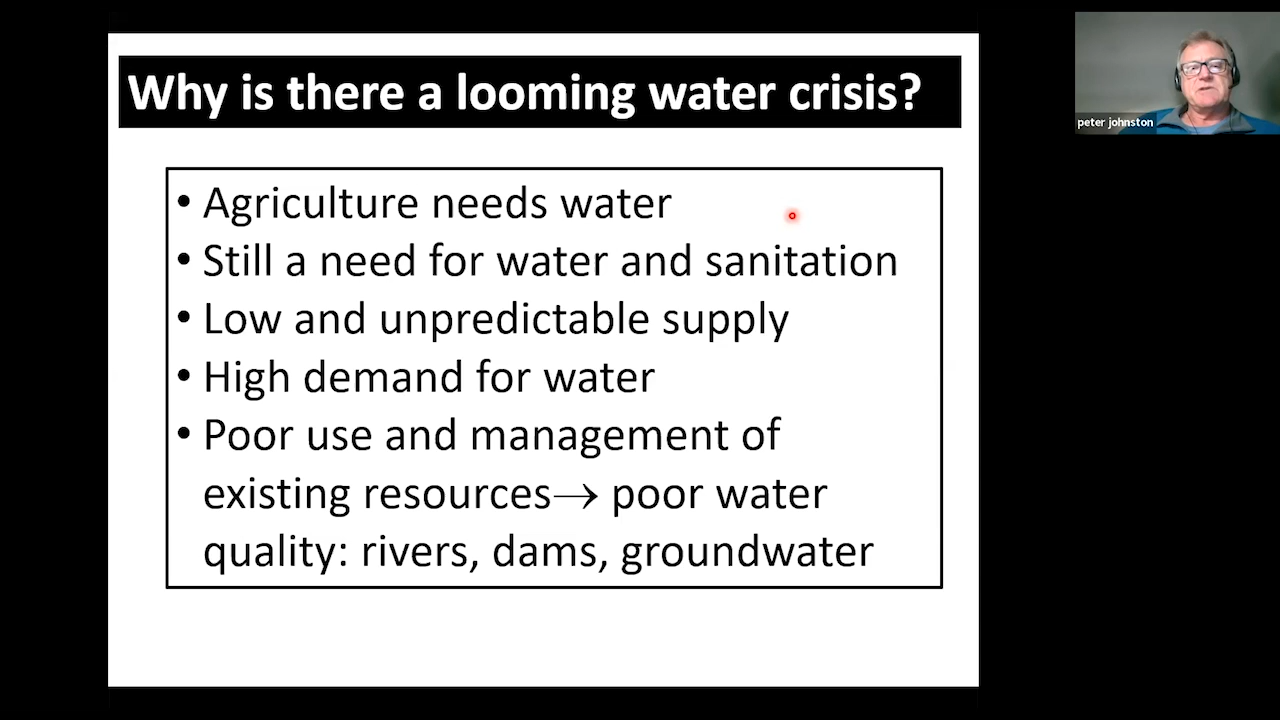 Why is there a looming water crisis?
peter johnston
• Agriculture needs water
• Still a need for water and sanitation
• Low and unpredictable supply
• High demand for water
• Poor use and management of
existing resources→ poor water
quality: rivers, dams, groundwater